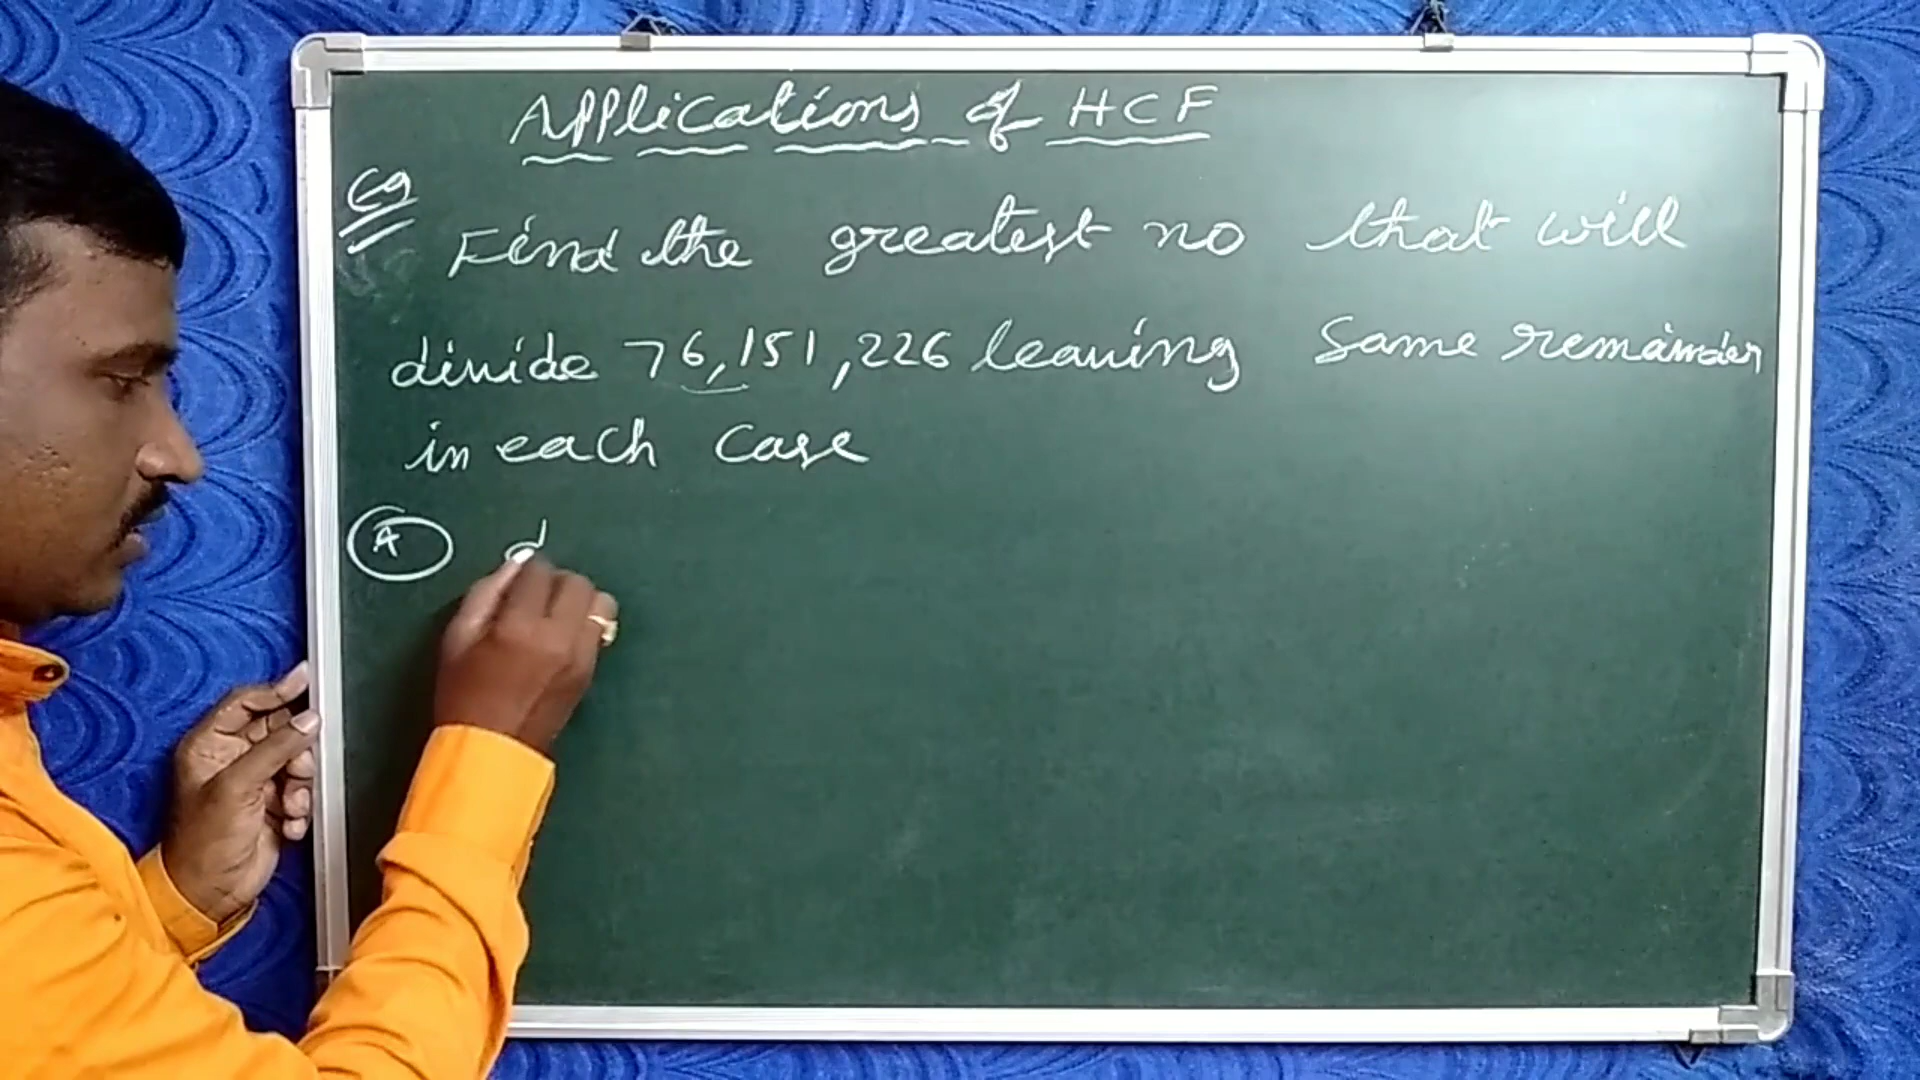 Applications of HCF
Eg
Find the greatest no that will
divide 76,151,226 leaving same remainder
in each case
A d